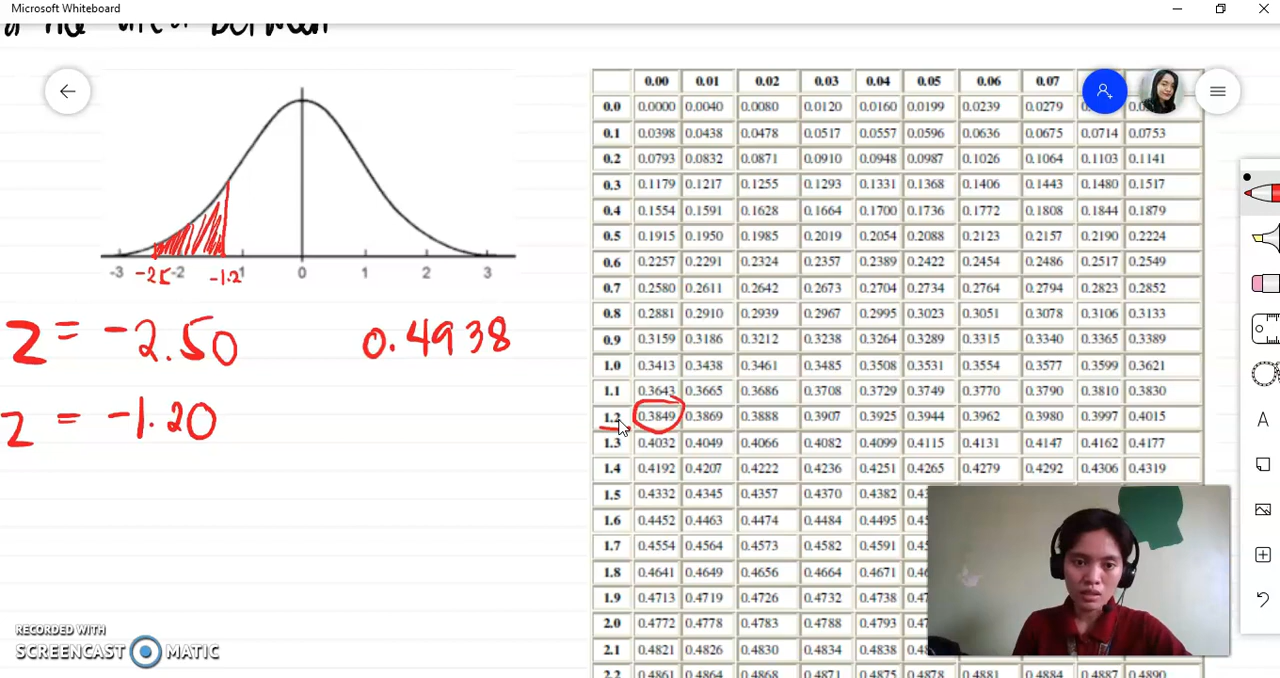 Microsoft Whiteboard
-3 -2.5 -2 -1.2 1 0 1 2 3
Z = -2.50 0.4938
Z = -1.20
0.00 0.01 0.02 0.03 0.04 0.05 0.06 0.07
0.0 0.0000 0.0040 0.0080 0.0120 0.0160 0.0199 0.0239 0.0279
0.1 0.0398 0.0438 0.0478 0.0517 0.0557 0.0596 0.0636 0.0675 0.0714 0.0753
0.2 0.0793 0.0832 0.0871 0.0910 0.0948 0.0987 0.1026 0.1064 0.1103 0.1141
0.3 0.1179 0.1217 0.1255 0.1293 0.1331 0.1368 0.1406 0.1443 0.1480 0.1517
0.4 0.1554 0.1591 0.1628 0.1664 0.1700 0.1736 0.1772 0.1808 0.1844 0.1879
0.5 0.1915 0.1950 0.1985 0.2019 0.2054 0.2088 0.2123 0.2157 0.2190 0.2224
0.6 0.2257 0.2291 0.2324 0.2357 0.2389 0.2422 0.2454 0.2486 0.2517 0.2549
0.7 0.2580 0.2611 0.2642 0.2673 0.2704 0.2734 0.2764 0.2794 0.2823 0.2852
0.8 0.2881 0.2910 0.2939 0.2967 0.2995 0.3023 0.3051 0.3078 0.3106 0.3133
0.9 0.3159 0.3186 0.3212 0.3238 0.3264 0.3289 0.3315 0.3340 0.3365 0.3389
1.0 0.3413 0.3438 0.3461 0.3485 0.3508 0.3531 0.3554 0.3577 0.3599 0.3621
1.1 0.3643 0.3665 0.3686 0.3708 0.3729 0.3749 0.3770 0.3790 0.3810 0.3830
1.2 0.3849 0.3869 0.3888 0.3907 0.3925 0.3944 0.3962 0.3980 0.3997 0.4015
1.3 0.4032 0.4049 0.4066 0.4082 0.4099 0.4115 0.4131 0.4147 0.4162 0.4177
1.4 0.4192 0.4207 0.4222 0.4236 0.4251 0.4265 0.4279 0.4292 0.4306 0.4319
1.5 0.4332 0.4345 0.4357 0.4370 0.4382
1.6 0.4452 0.4463 0.4474 0.4484 0.4495
1.7 0.4554 0.4564 0.4573 0.4582 0.4591
1.8 0.4641 0.4649 0.4656 0.4664 0.4671
1.9 0.4713 0.4719 0.4726 0.4732 0.4738
2.0 0.4772 0.4778 0.4783 0.4788 0.4793
2.1 0.4821 0.4826 0.4830 0.4834 0.4838
2.2 0.4861 0.4864 0.4868 0.4871 0.4875 0.4878 0.4881 0.4884 0.4887 0.4890
RECORDED WITH
SCREENCAST MATIC